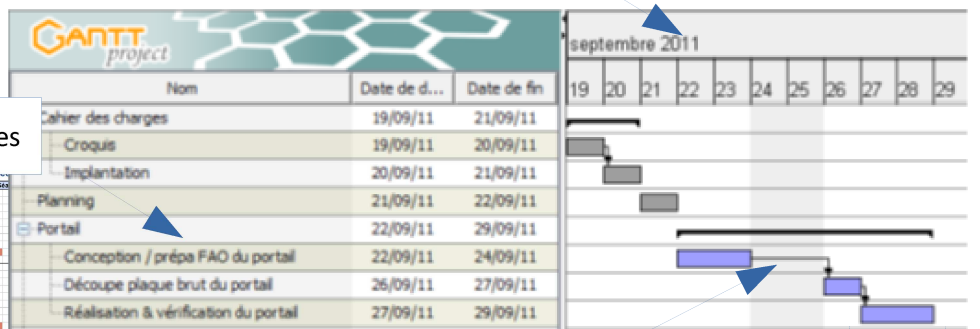 GANTT
project
septembre 2011
Nom Date de d... Date de fin 19 20 21 22 23 24 25 26 27 28 29
es
Cahier des charges 19/09/11 21/09/11
Croquis 19/09/11 20/09/11
Implantation 20/09/11 21/09/11
Planning 21/09/11 22/09/11
Portail 22/09/11 29/09/11
Conception / prépa FAO du portail 22/09/11 24/09/11
Découpe plaque brut du portail 26/09/11 27/09/11
Réalisation & vérification du portail 27/09/11 29/09/11